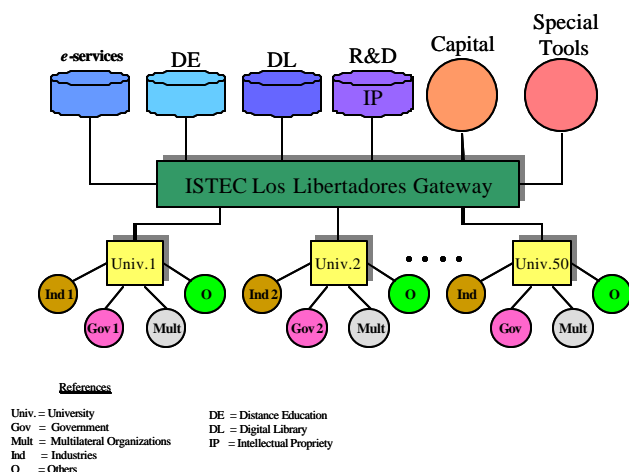 e-services
DE
DL
R&D
Capital
Special
Tools
IP
ISTEC Los Libertadores Gateway
Univ.1
Univ.2
. . . .
Univ.50
Ind 1
O
Ind 2
O
Ind
O
Gov 1
Mult
Gov 2
Mult
Gov
Mult
References
Univ. = University
Gov = Government
Mult = Multilateral Organizations
Ind = Industries
O = Others
DE = Distance Education
DL = Digital Library
IP = Intellectual Propriety